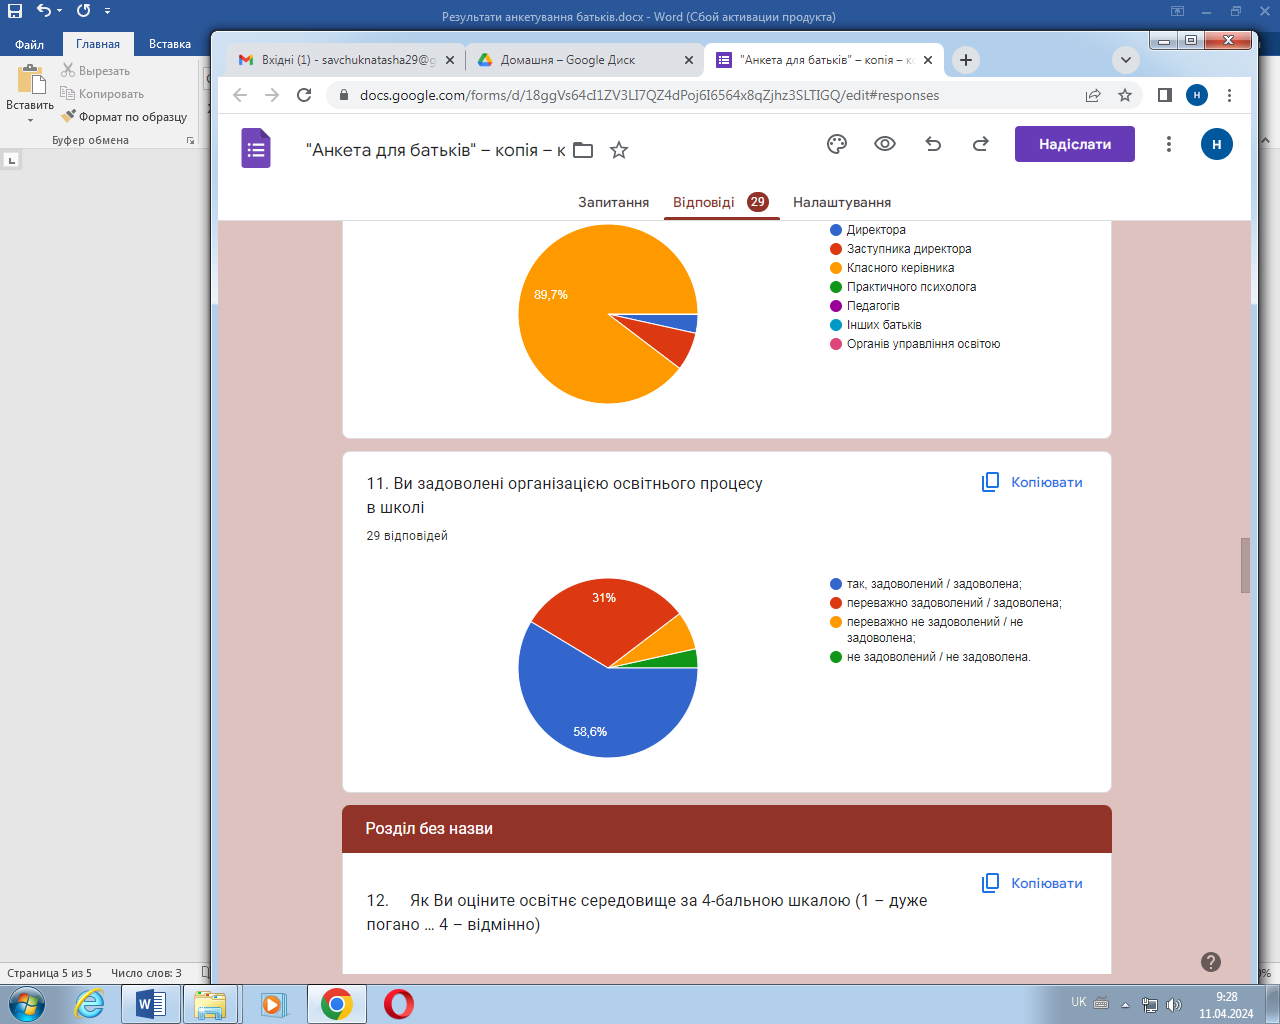 Результати анкетування батьків.docx - Word (Сбой активации продукта)
Файл
Главная
Вставка
Вставить
Вырезать
Копировать
Формат по образцу
Буфер обмена
Вхідні (1) - savchuknatasha29@g
Домашня – Google Диск
"Анкета для батьків" – копія – ко
docs.google.com/forms/d/18ggVs64cI1ZV3LI7QZ4dPoj6I6564x8qZjhz3SLTIGQ/edit#responses
Н
"Анкета для батьків" – копія – к
Надіслати
Н
Запитання
Відповіді 29
Налаштування
89,7%
Директора
Заступника директора
Класного керівника
Практичного психолога
Педагогів
Інших батьків
Органів управління освітою
11. Ви задоволені організацією освітнього процесу
в школі
Копіювати
29 відповідей
31%
58,6%
так, задоволений / задоволена;
переважно задоволений / задоволена;
переважно не задоволений / не
задоволена;
не задоволений / не задоволена.
Розділ без назви
Копіювати
12. Як Ви оціните освітнє середовище за 4-бальною шкалою (1 – дуже
погано ... 4 – відмінно)
Страница 5 из 5
Число слов: 3
UK
9:28
11.04.2024